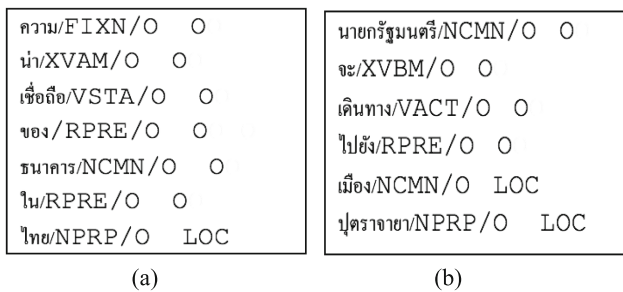 ความ/FIXN/O O
น่า/XVAM/O O
เชื่อถือ/VSTA/O O
ของ/RPRE/O O
ธนาคาร/NCMN/O O
ใน/RPRE/O O
ไทย/NPRP/O LOC
(a)
นายกรัฐมนตรี/NCMN/O O
จะ/XVBM/O O
เดินทาง/VACT/O O
ไปยัง/RPRE/O O
เมือง/NCMN/O LOC
ปุตราจายา/NPRP/O LOC
(b)